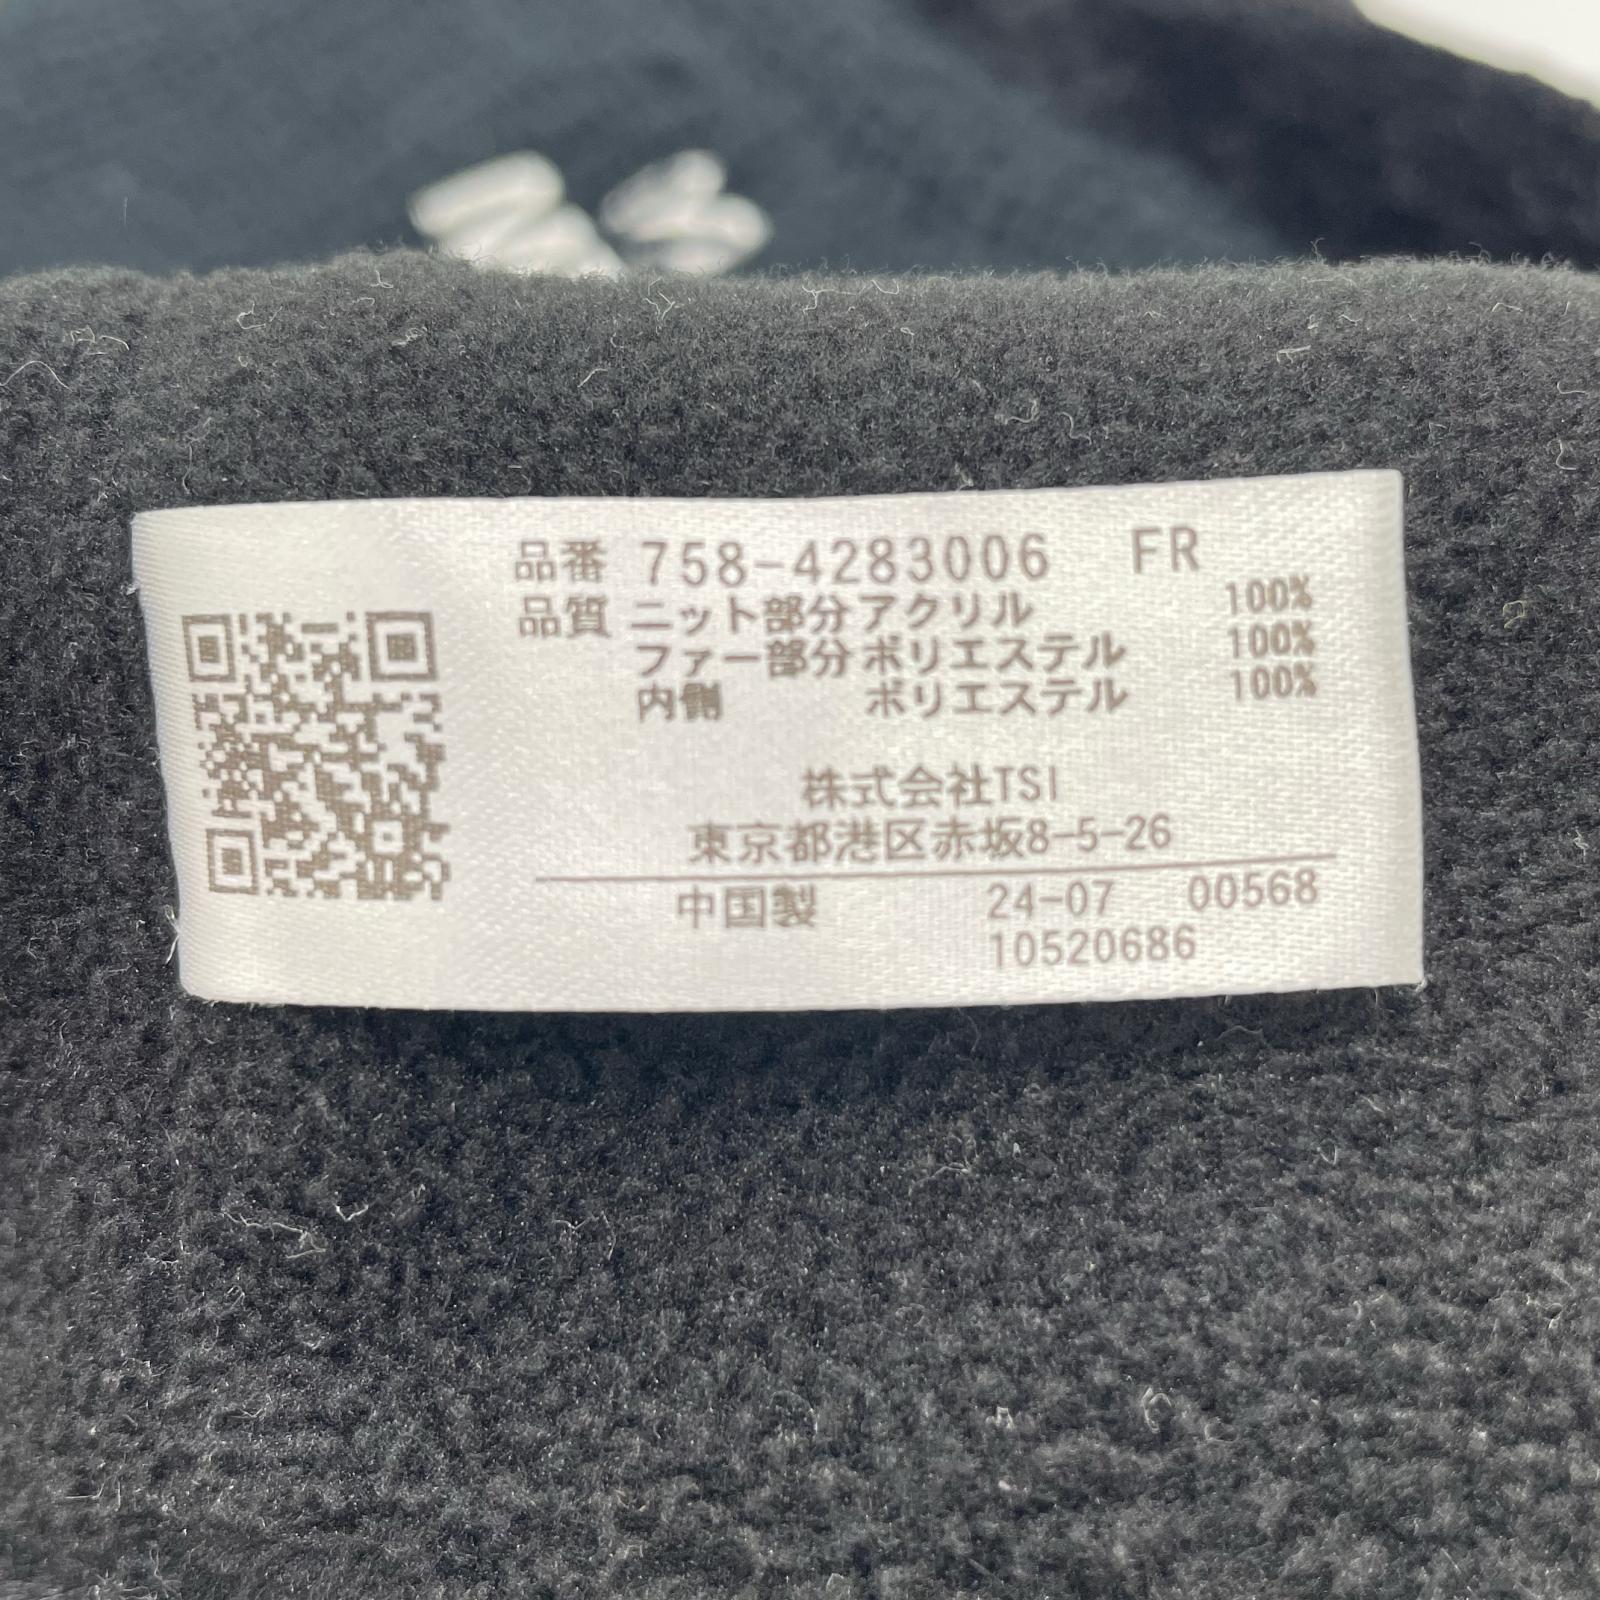 品番 758-4283006 FR
品質 ニット部分 アクリル 100%
ファー部分 ポリエステル 100%
内側 ポリエステル 100%
株式会社TSI
東京都港区赤坂8-5-26
中国製 24-07 00568
10520686